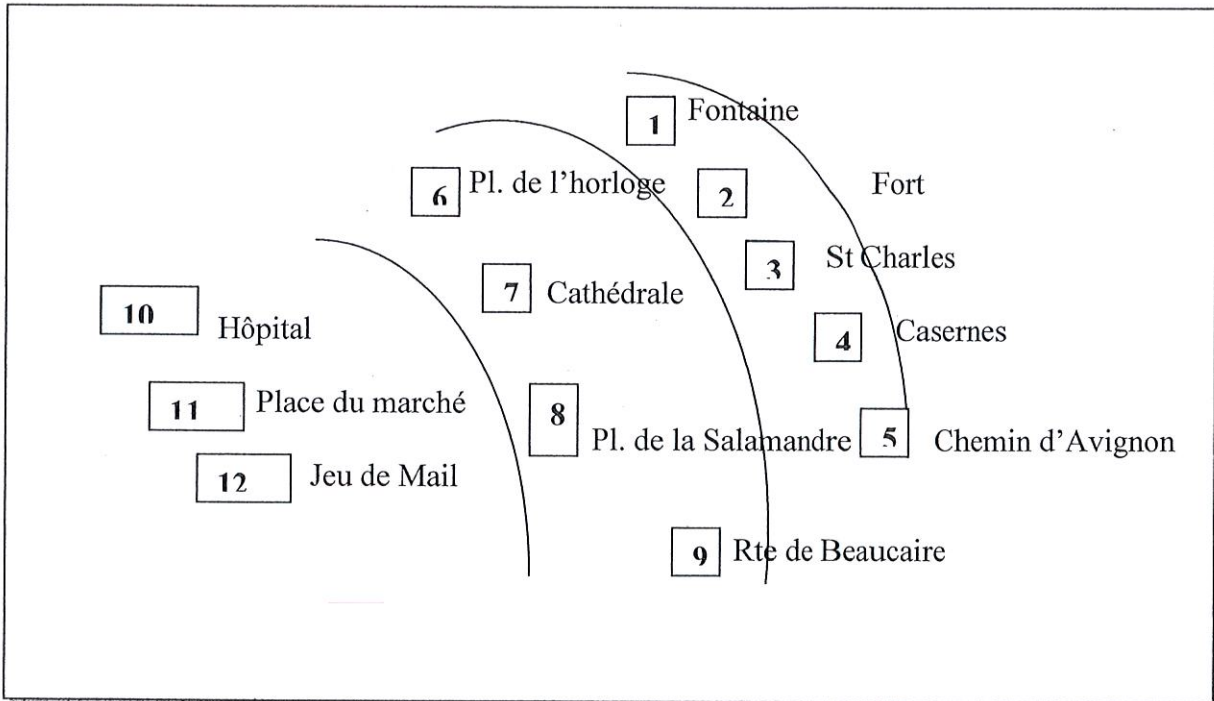 1 Fontaine
6 Pl. de l'horloge
2
Fort
3 St Charles
7 Cathédrale
10 Hôpital
4 Casernes
11 Place du marché
8 Pl. de la Salamandre
5 Chemin d'Avignon
12 Jeu de Mail
9 Rte de Beaucaire